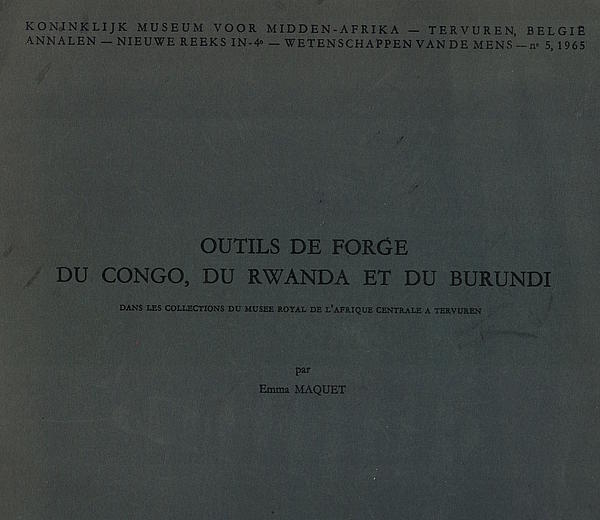 KONINKLIJK MUSEUM VOOR MIDDEN-AFRIKA — TERVUREN, BELGIË
ANNALEN — NIEUWE REEKS IN-4° — WETENSCHAPPEN VAN DE MENS — n° 5, 1965
OUTILS DE FORGE
DU CONGO, DU RWANDA ET DU BURUNDI
DANS LES COLLECTIONS DU MUSEE ROYAL DE L'AFRIQUE CENTRALE A TERVUREN
par
Emma MAQUET